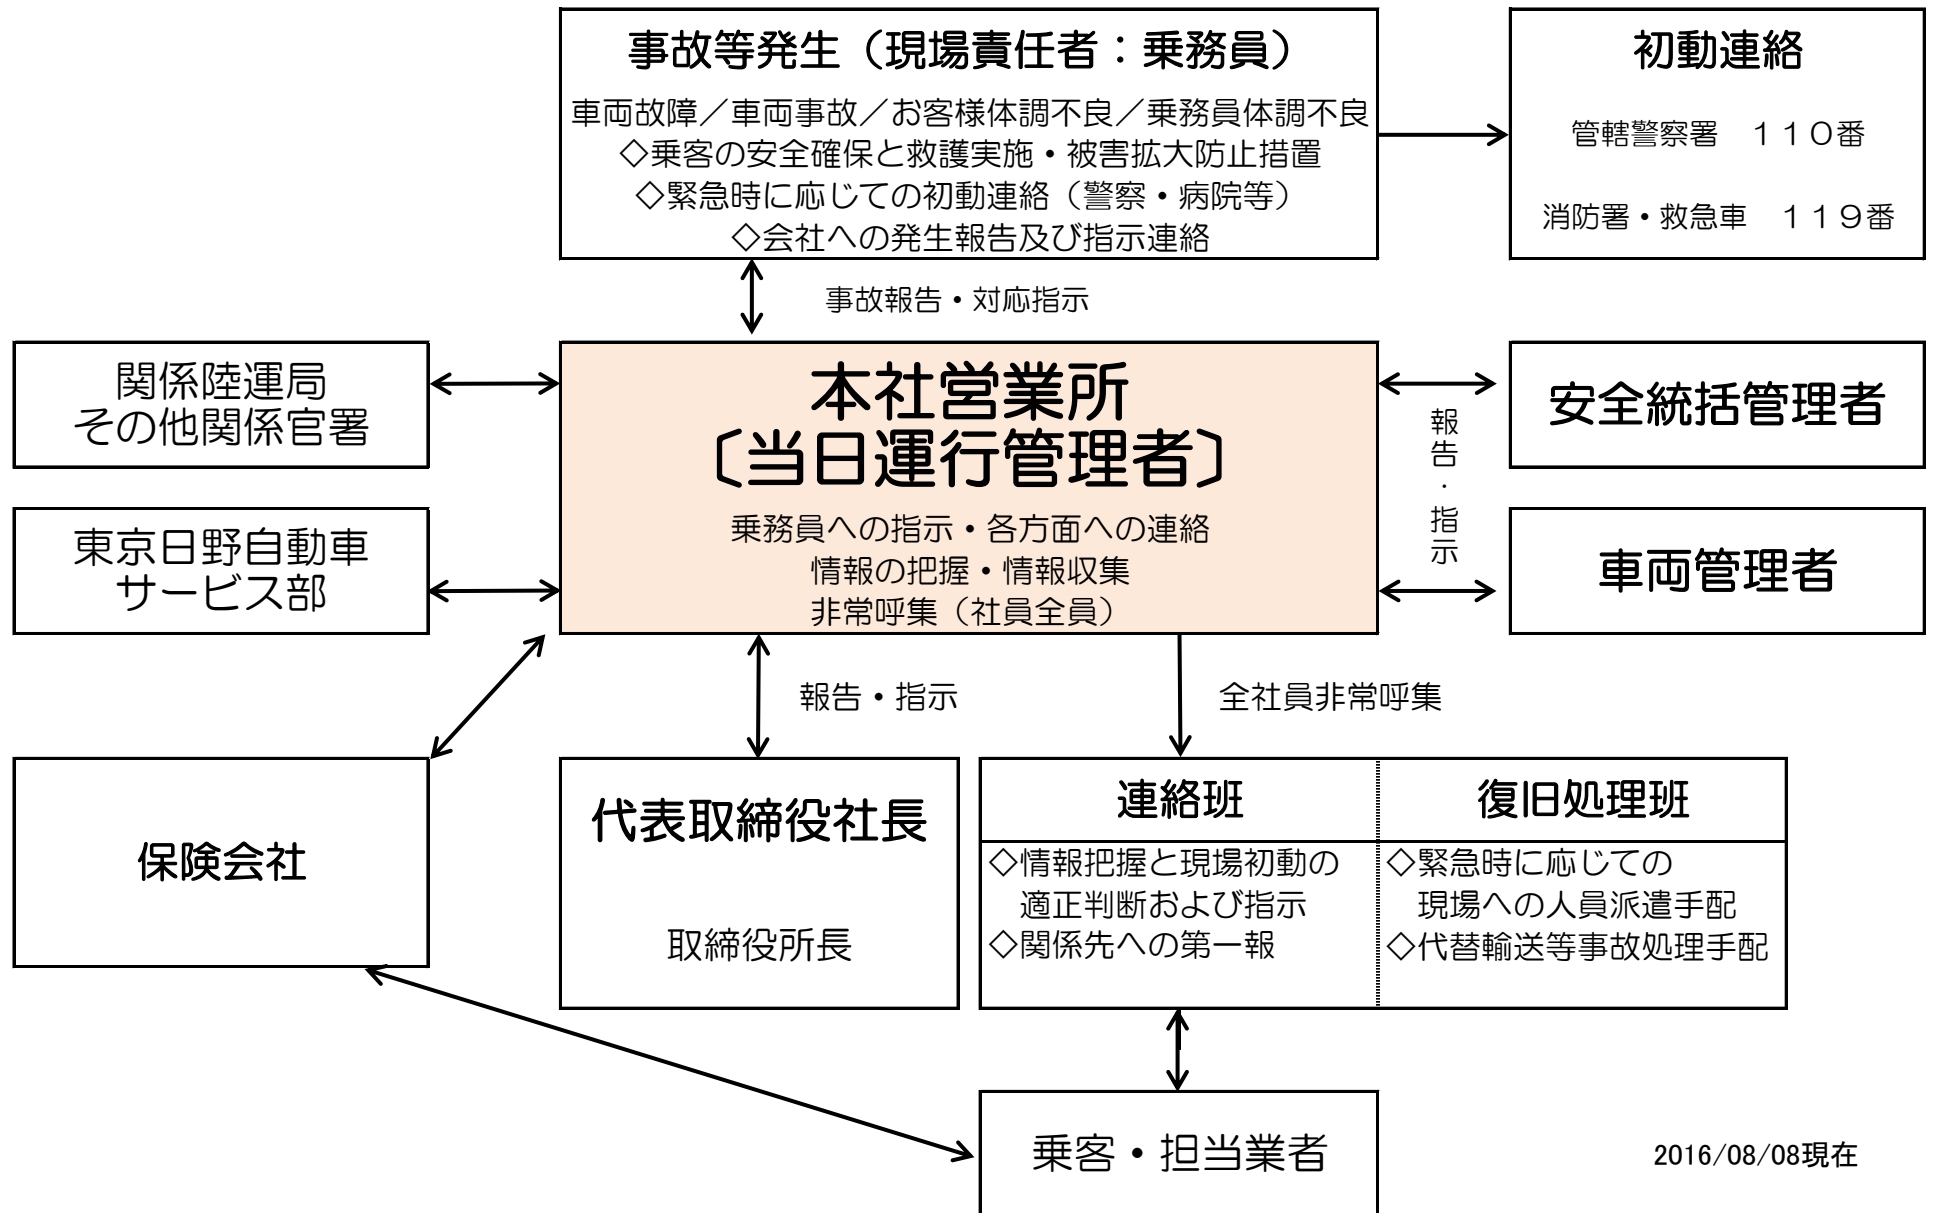 事故等発生（現場責任者：乗務員）
車両故障／車両事故／お客様体調不良／乗務員体調不良
◇乗客の安全確保と救護実施・被害拡大防止措置
◇緊急時に応じての初動連絡（警察・病院等）
◇会社への発生報告及び指示連絡
初動連絡
管轄警察署　１１０番
消防署・救急車　１１９番
事故報告・対応指示
関係陸運局
その他関係官署
本社営業所
〔当日運行管理者〕
乗務員への指示・各方面への連絡
情報の把握・情報収集
非常呼集（社員全員）
報告・指示
安全統括管理者
東京日野自動車
サービス部
車両管理者
報告・指示
全社員非常呼集
保険会社
代表取締役社長
取締役所長
連絡班
◇情報把握と現場初動の
適正判断および指示
◇関係先への第一報
復旧処理班
◇緊急時に応じての
現場への人員派遣手配
◇代替輸送等事故処理手配
乗客・担当業者
2016/08/08現在